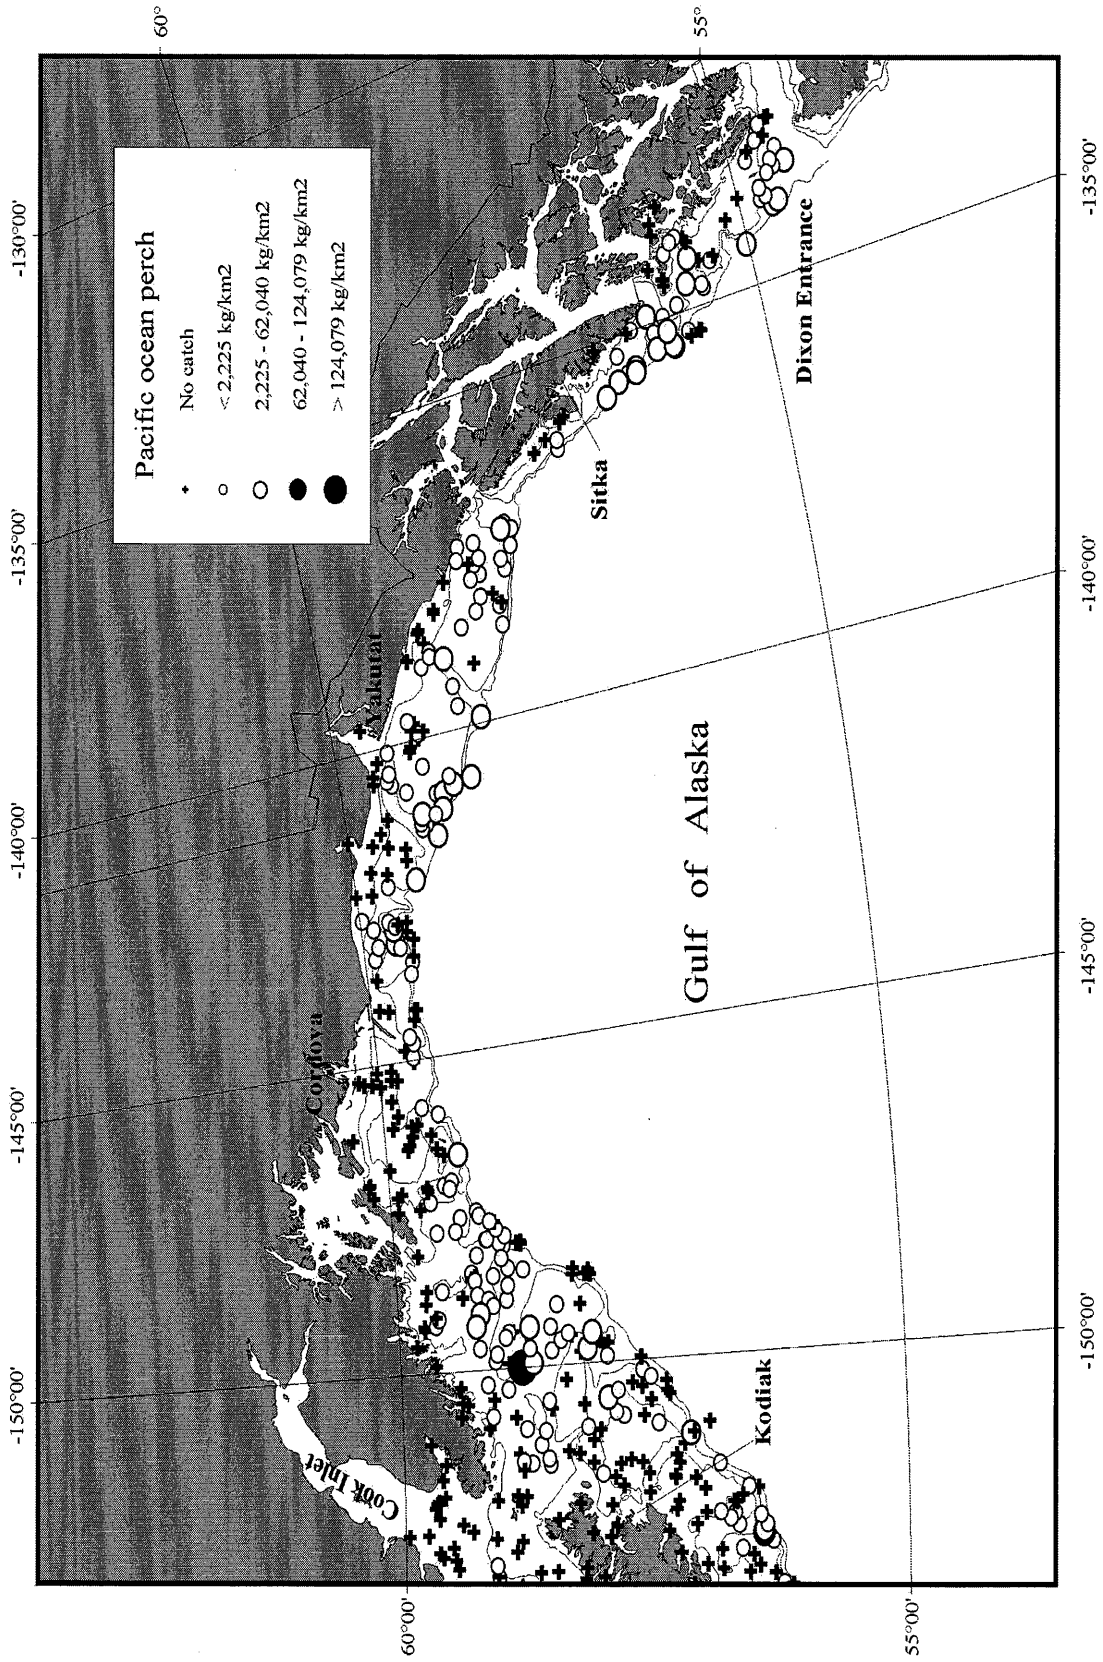 Pacific ocean perch
No catch
< 2,225 kg/km2
2,225 - 62,040 kg/km2
62,040 - 124,079 kg/km2
> 124,079 kg/km2
-150°00'
-145°00'
-140°00'
-135°00'
-130°00'
60°
55°
60°00'
55°00'
Cook Inlet
Cordova
Yakutat
Sitka
Dixon Entrance
Kodiak
Gulf of Alaska
-150°00'
-145°00'
-140°00'
-135°00'